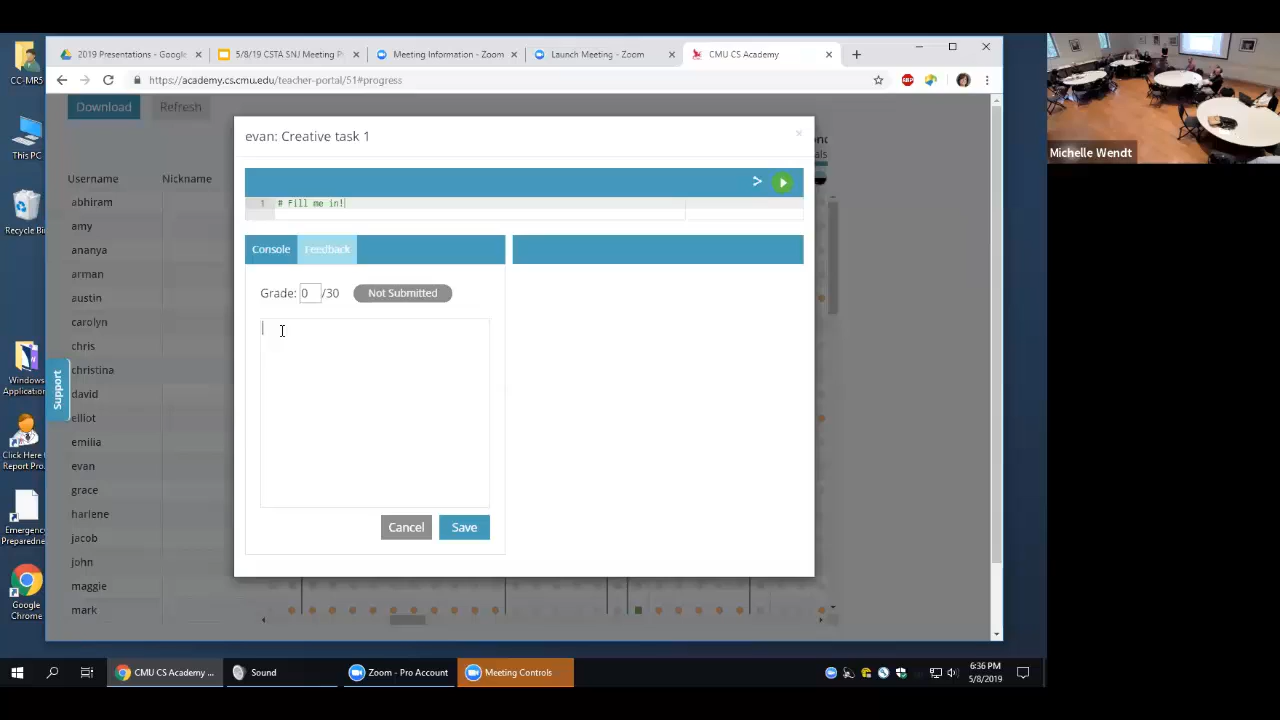 CC-MR5
This PC
Recycle Bin
Windows
Application
Click Here
Report Pro...
Emergency
Preparedne...
Google
Chrome
2019 Presentations - Google
5/8/19 CSTA SNJ Meeting P
Meeting Information - Zoom
Launch Meeting - Zoom
CMU CS Academy
https://academy.cs.cmu.edu/teacher-portal/51#progress
Download
Refresh
Username
Nickname
abhiram
amy
ananya
arman
austin
carolyn
chris
christina
david
elliot
emilia
evan
grace
harlene
jacob
john
maggie
mark
Support
evan: Creative task 1
1 # Fill me in!
Console
Feedback
Grade: 0 /30
Not Submitted
Cancel
Save
Michelle Wendt
CMU CS Academy ...
Sound
Zoom - Pro Account
Meeting Controls
6:36 PM
5/8/2019